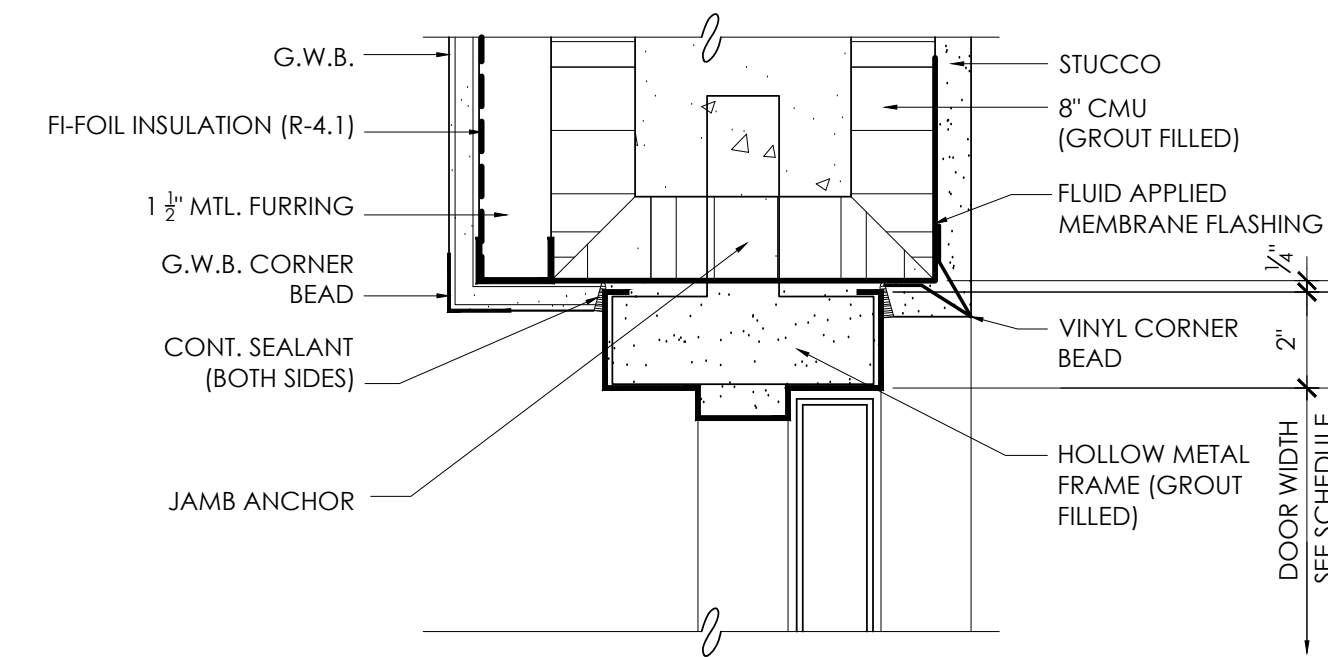 G.W.B.
FI-FOIL INSULATION (R-4.1)
1 1/2" MTL. FURRING
G.W.B. CORNER
BEAD
CONT. SEALANT
(BOTH SIDES)
JAMB ANCHOR
STUCCO
8" CMU
(GROUT FILLED)
FLUID APPLIED
MEMBRANE FLASHING
VINYL CORNER
BEAD
HOLLOW METAL
FRAME (GROUT
FILLED)
1/4"
2"
DOOR WIDTH
SEE SCHEDULE